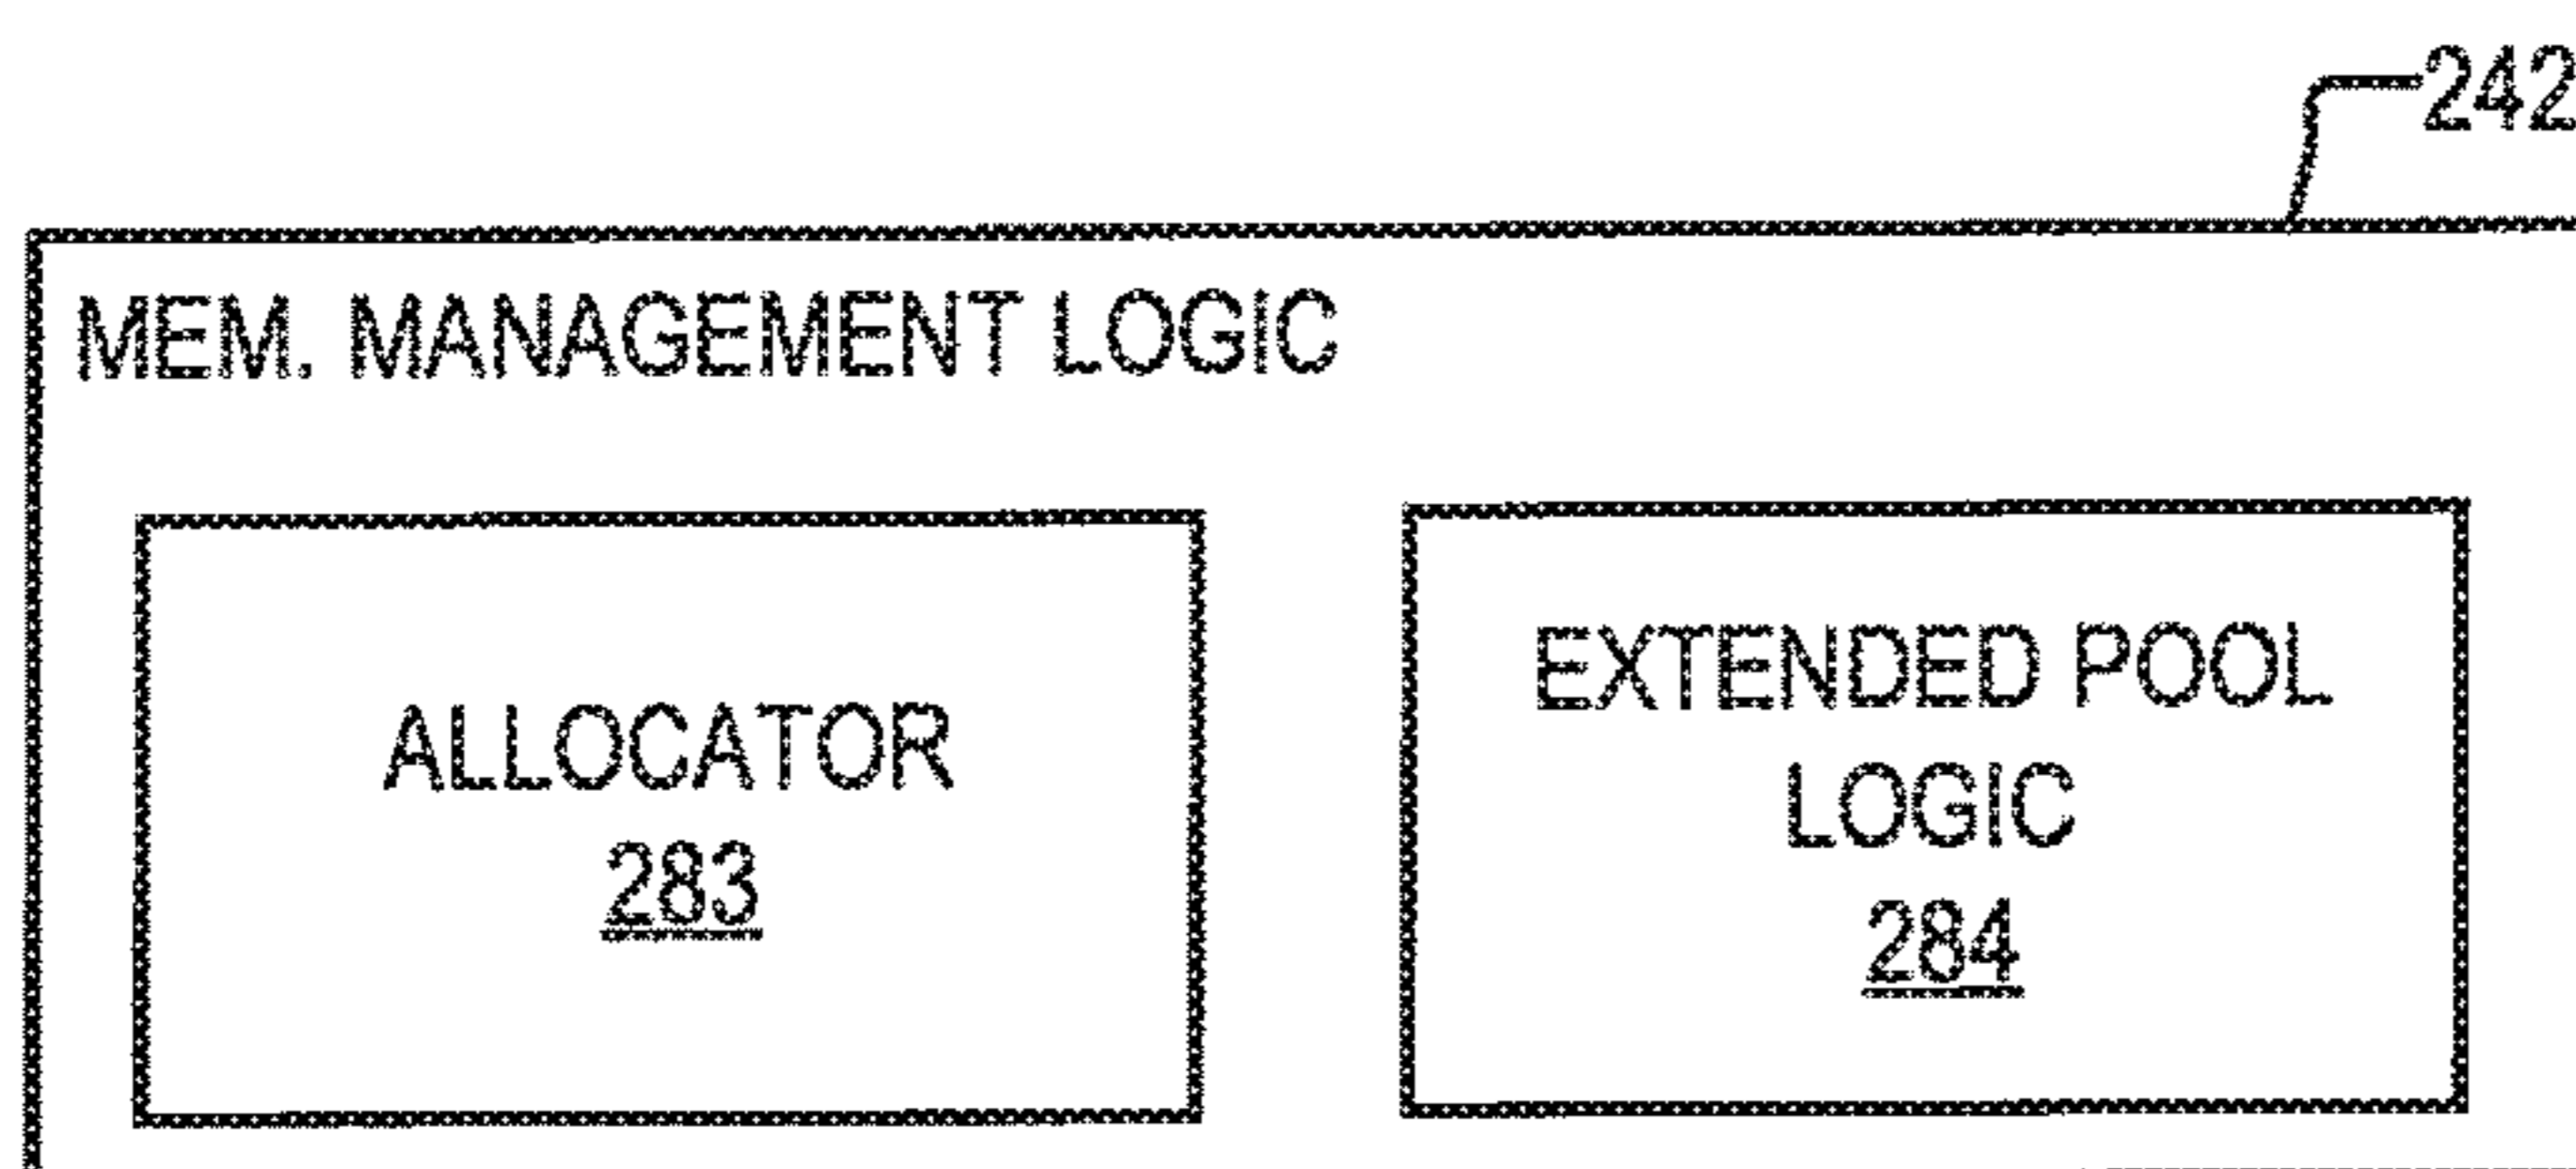 242
MEM. MANAGEMENT LOGIC
ALLOCATOR
283
EXTENDED POOL
LOGIC
284